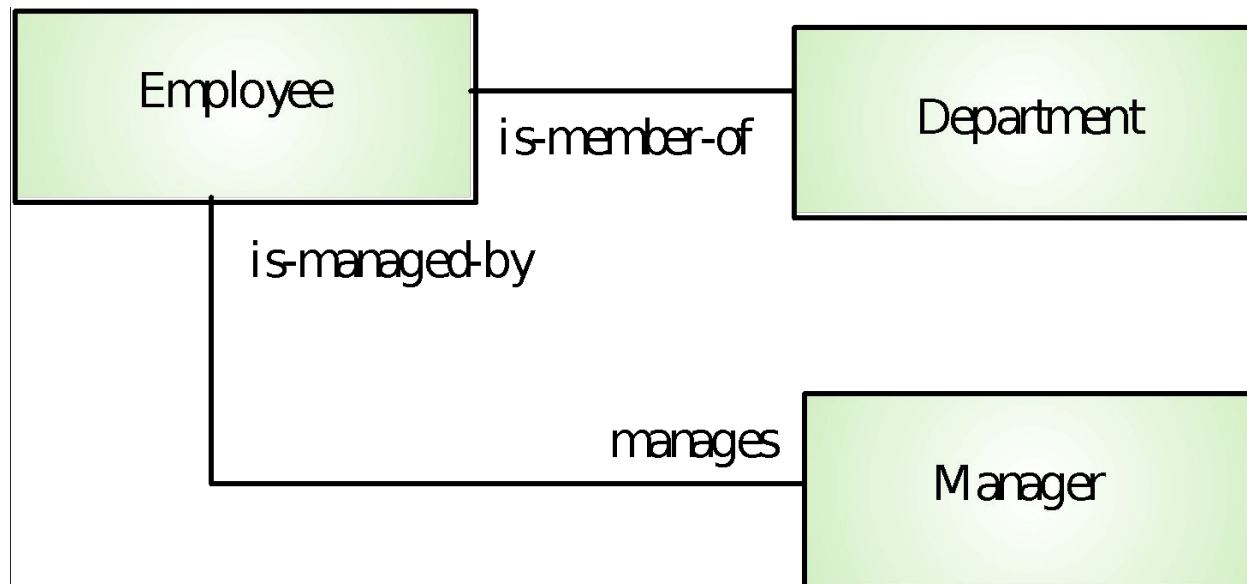 Employee
Department
is-member-of
is-managed-by
manages
Manager